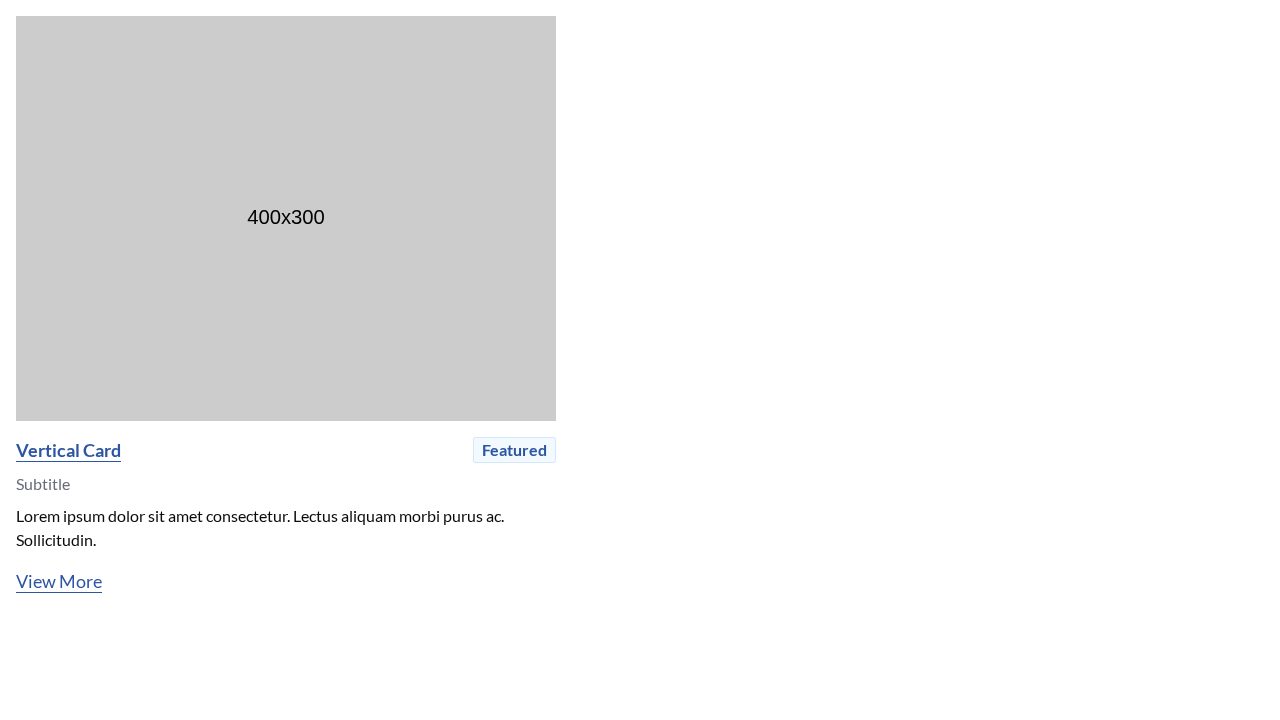 400x300
Vertical Card
Featured
Subtitle
Lorem ipsum dolor sit amet consectetur. Lectus aliquam morbi purus ac.
Sollicitudin.
View More